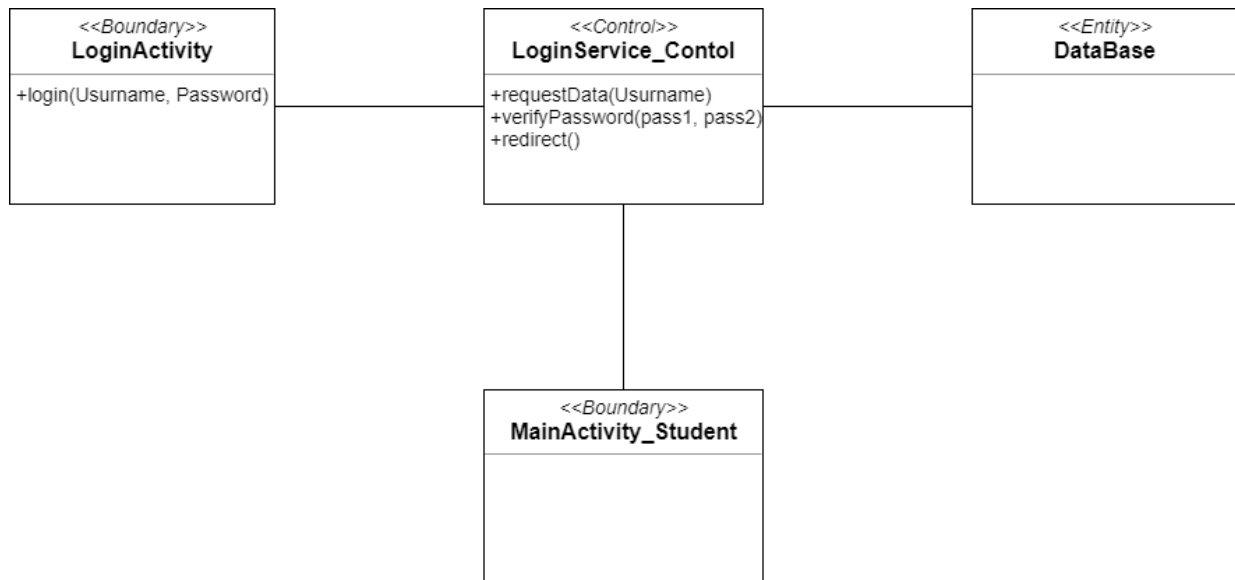 <<Boundary>>
LoginActivity
+login(Usurname, Password)
<<Control>>
LoginService_Contol
+requestData(Usurname)
+verifyPassword(pass1, pass2)
+redirect()
<<Entity>>
DataBase
<<Boundary>>
MainActivity_Student